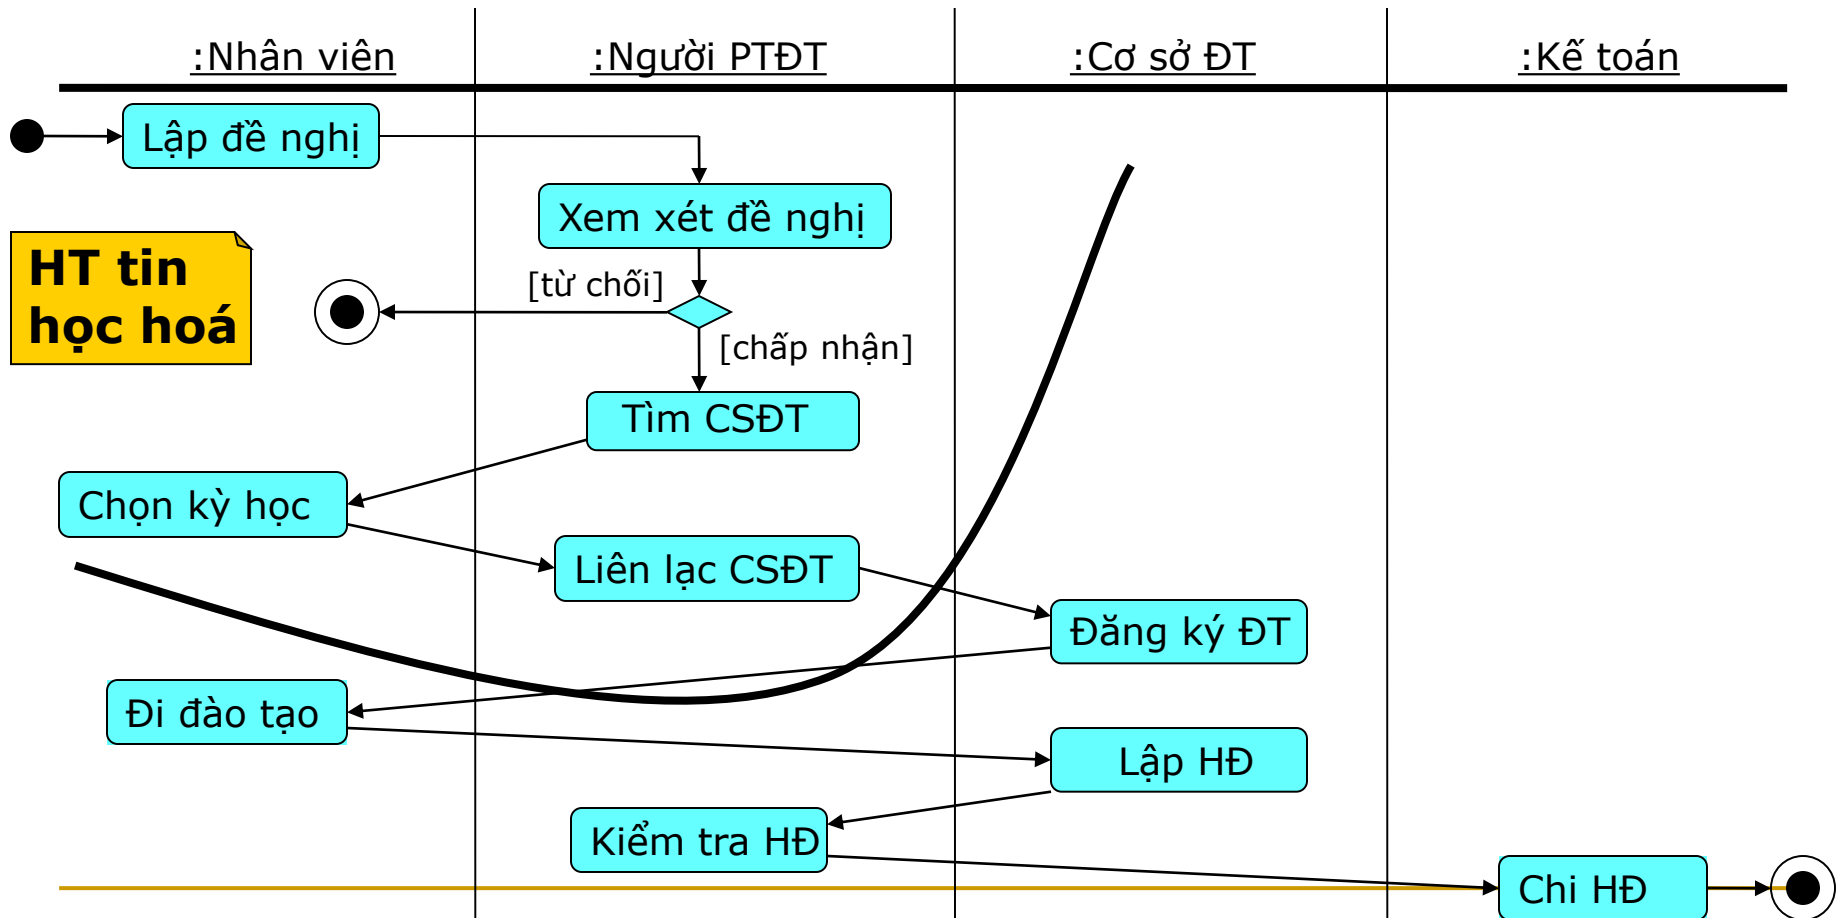 :Nhân viên
:Người PTĐT
:Cơ sở ĐT
:Kế toán
Lập đề nghị
Xem xét đề nghị
HT tin
học hoá
[từ chối]
[chấp nhận]
Tìm CSĐT
Chọn kỳ học
Liên lạc CSĐT
Đăng ký ĐT
Đi đào tạo
Lập HĐ
Kiểm tra HĐ
Chi HĐ